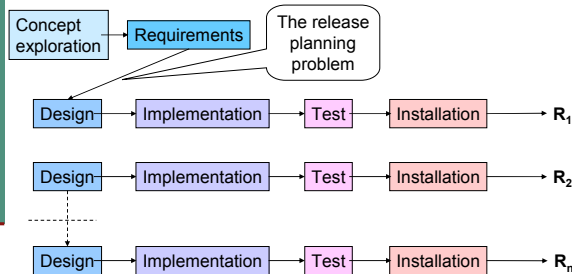 Concept
exploration
Requirements
The release
planning
problem
Design
Implementation
Test
Installation
R1
Design
Implementation
Test
Installation
R2
Design
Implementation
Test
Installation
Rn